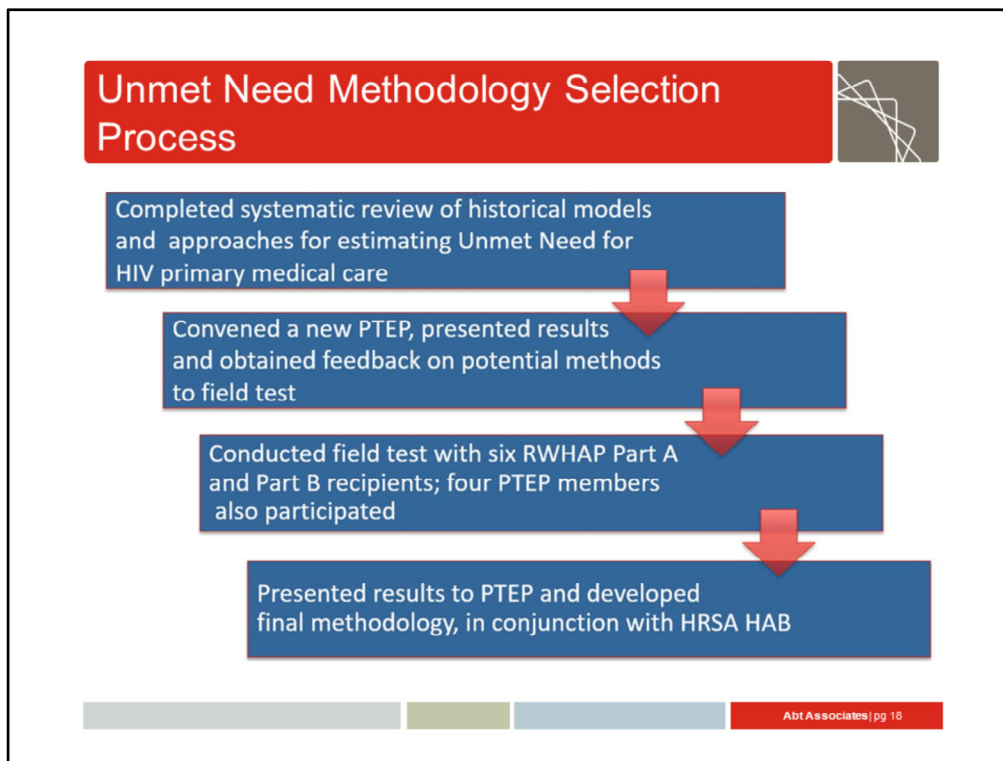 Unmet Need Methodology Selection
Process
Completed systematic review of historical models
and approaches for estimating Unmet Need for
HIV primary medical care
Convened a new PTEP, presented results
and obtained feedback on potential methods
to field test
Conducted field test with six RWHAP Part A
and Part B recipients; four PTEP members
also participated
Presented results to PTEP and developed
final methodology, in conjunction with HRSA HAB
Abt Associates| pg 18